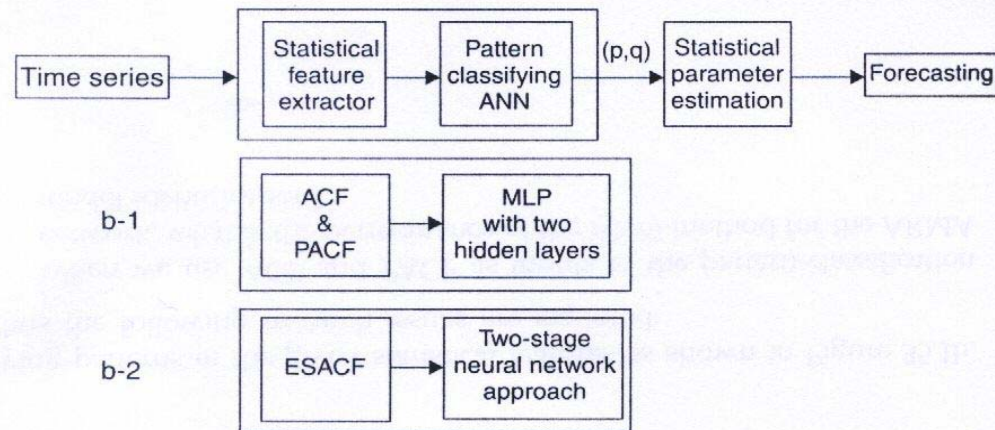 Time series
Statistical
feature
extractor
Pattern
classifying
ANN
(p,q)
Statistical
parameter
estimation
Forecasting
b-1
ACF
&
PACF
MLP
with two
hidden layers
b-2
ESACF
Two-stage
neural network
approach